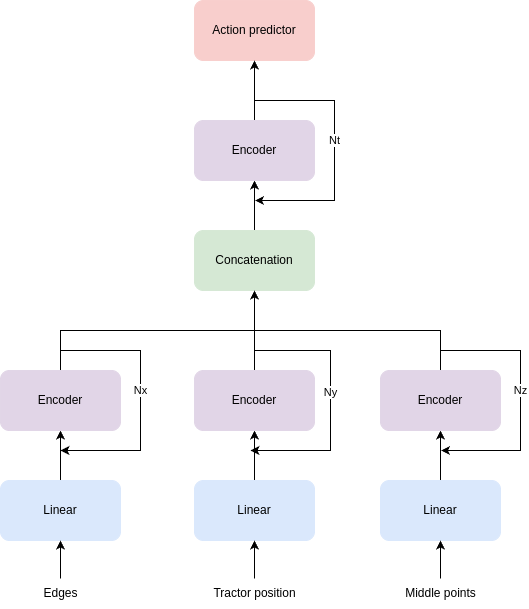 Action predictor
Encoder
Nt
Concatenation
Encoder
Nx
Encoder
Ny
Encoder
Nz
Linear
Linear
Linear
Edges
Tractor position
Middle points